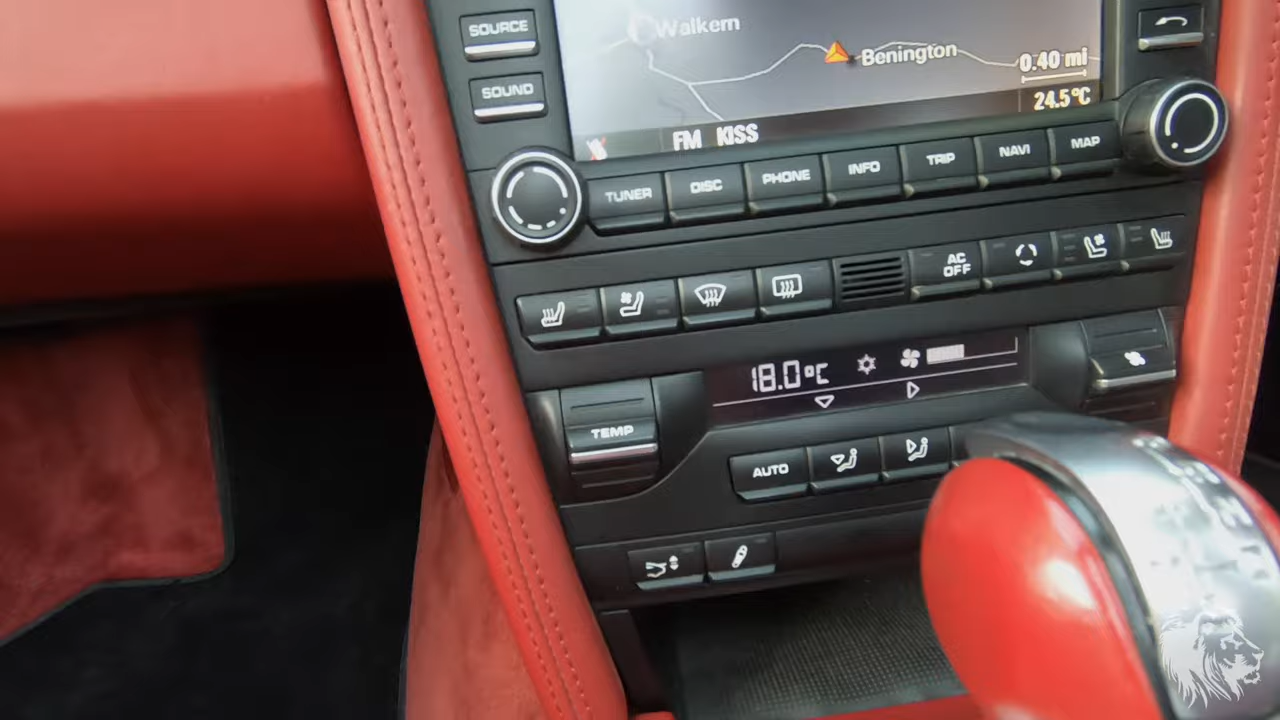 SOURCE
SOUND
Walkern
Benington
0.40 mi
24.5°C
FM KISS
TUNER
DISC
PHONE
INFO
TRIP
NAVI
MAP
AC
OFF
18.0°C
TEMP
AUTO